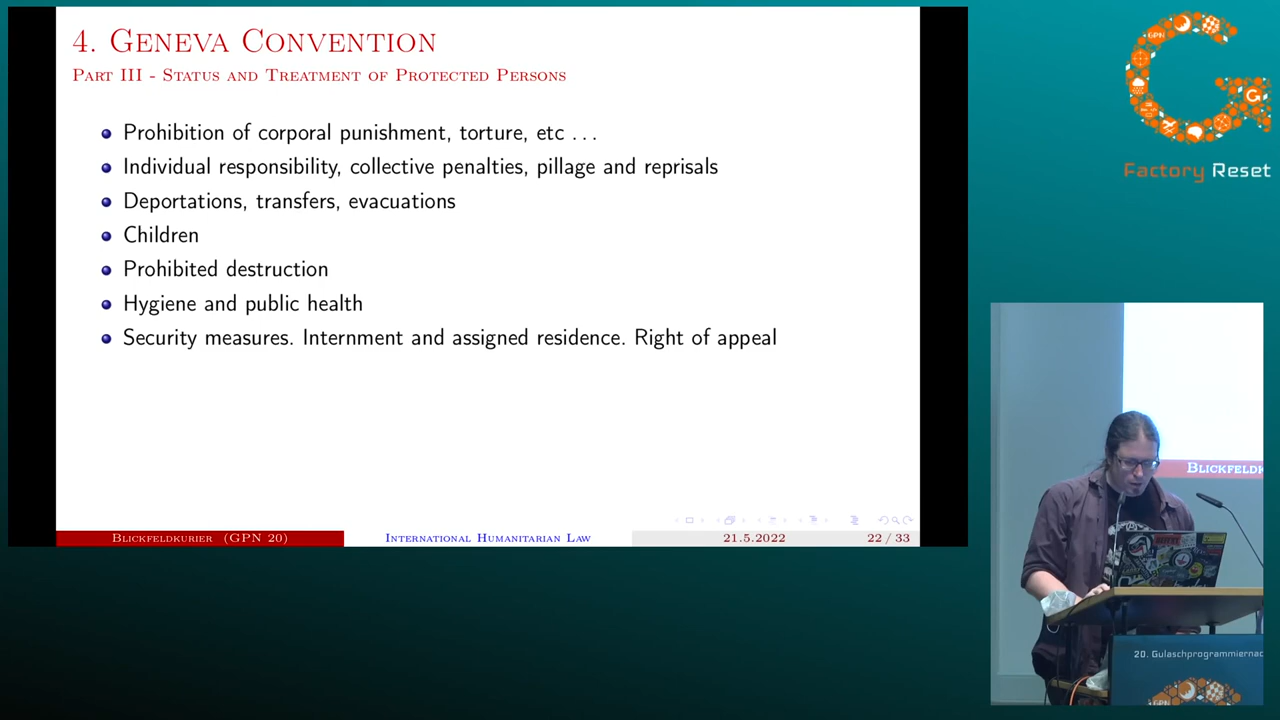 4. Geneva Convention
Part III - Status and Treatment of Protected Persons
Prohibition of corporal punishment, torture, etc ...
Individual responsibility, collective penalties, pillage and reprisals
Deportations, transfers, evacuations
Children
Prohibited destruction
Hygiene and public health
Security measures. Internment and assigned residence. Right of appeal
Blickfeldkurier (GPN 20) International Humanitarian Law 21.5.2022 22 / 33
GPN
Factory Reset
Blickfeldk
20. Gulaschprogrammiernac